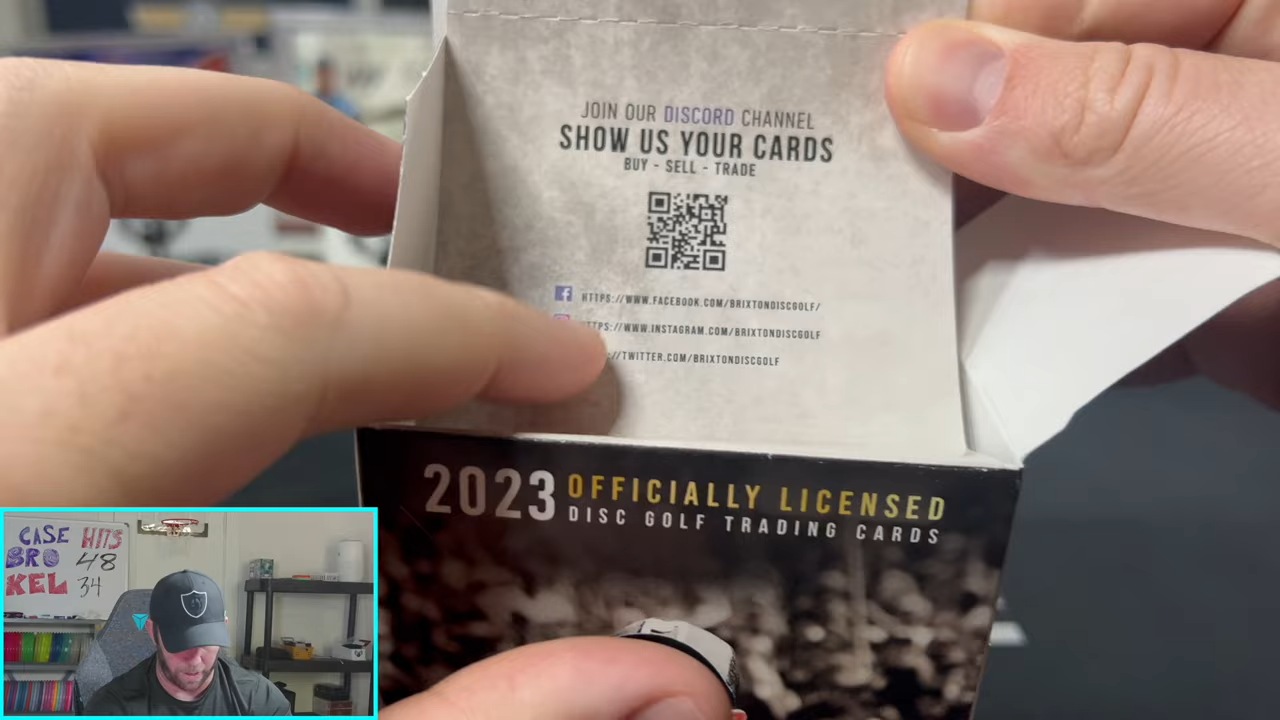 JOIN OUR DISCORD CHANNEL
SHOW US YOUR CARDS
BUY - SELL - TRADE
HTTPS://WWW.FACEBOOK.COM/BRIXTONDISCGOLF/
TTPS://WWW.INSTAGRAM.COM/BRIXTONDISCGOLF
://TWITTER.COM/BRIXTONDISCGOLF
2023 OFFICIALLY LICENSED
DISC GOLF TRADING CARDS
CASE HITS
BRO 48
KEL 34